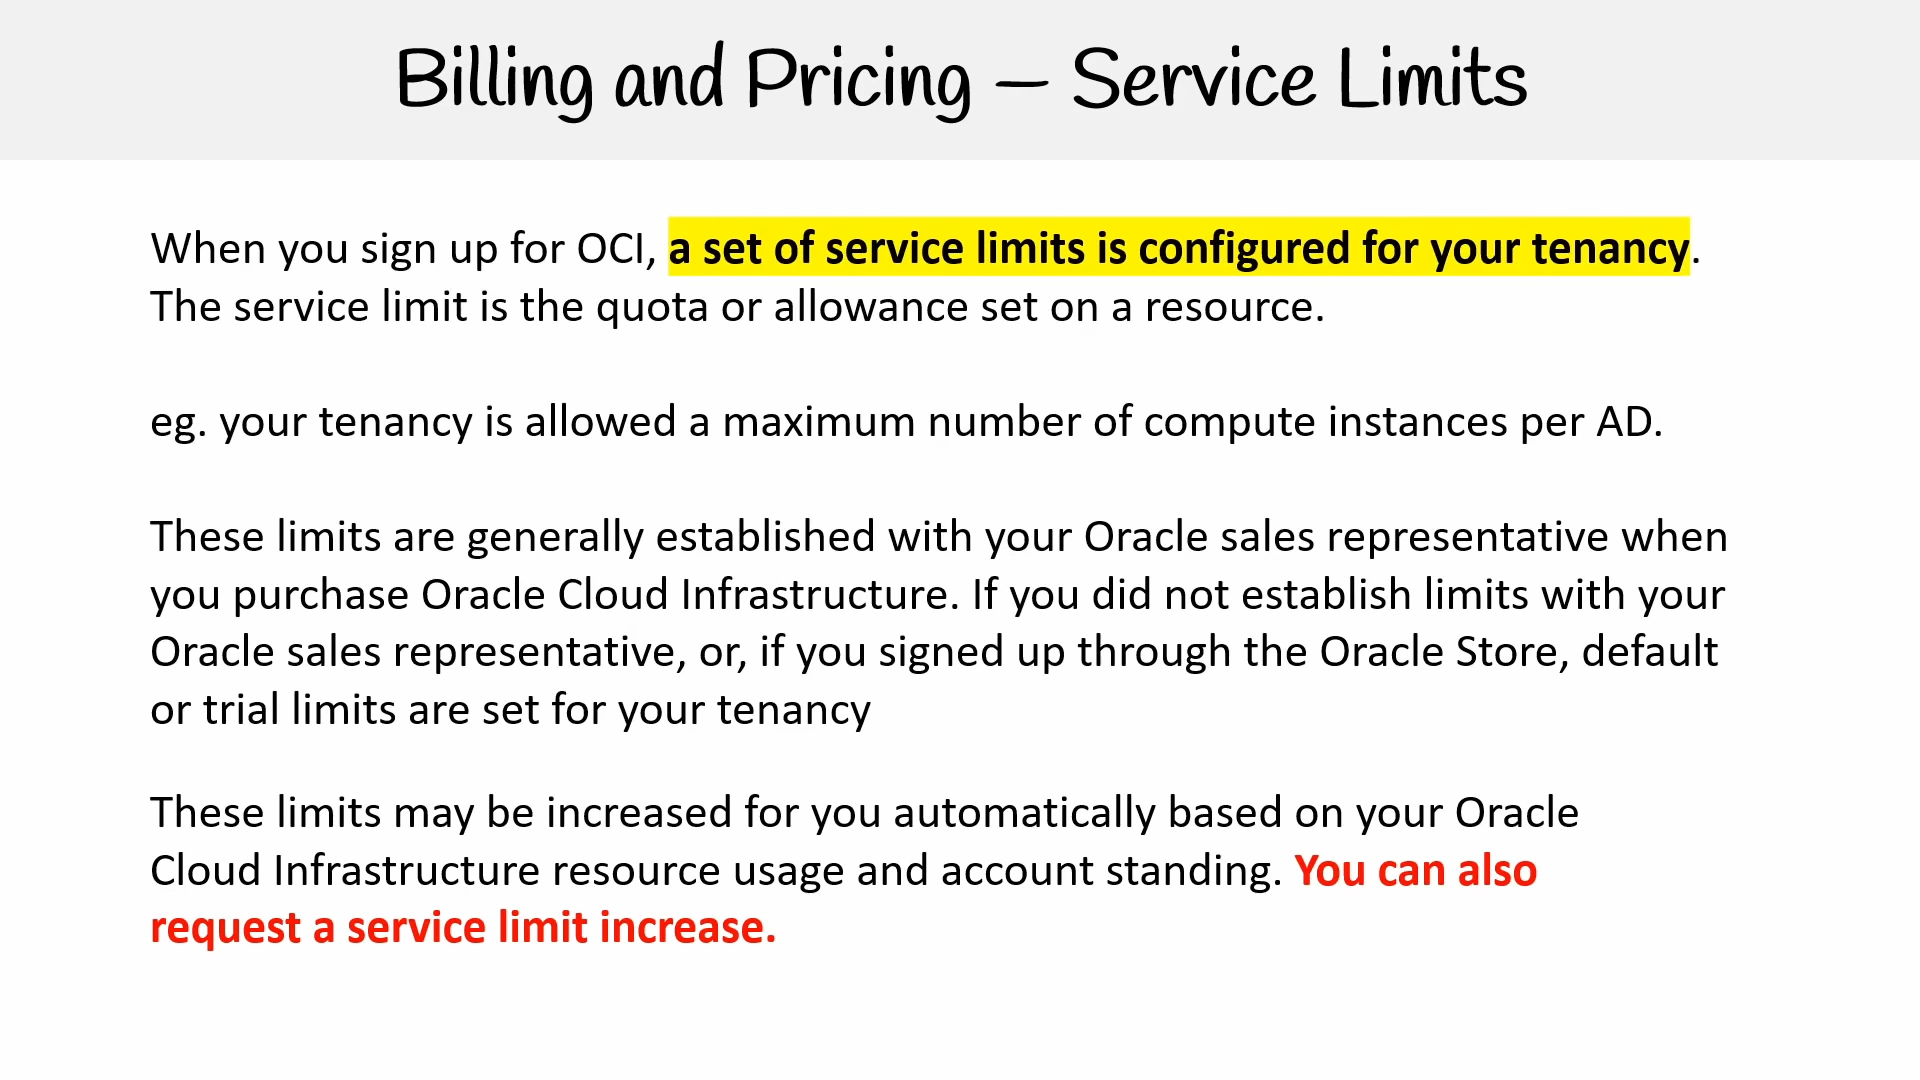 Billing and Pricing – Service Limits
When you sign up for OCI, a set of service limits is configured for your tenancy.
The service limit is the quota or allowance set on a resource.
eg. your tenancy is allowed a maximum number of compute instances per AD.
These limits are generally established with your Oracle sales representative when
you purchase Oracle Cloud Infrastructure. If you did not establish limits with your
Oracle sales representative, or, if you signed up through the Oracle Store, default
or trial limits are set for your tenancy
These limits may be increased for you automatically based on your Oracle
Cloud Infrastructure resource usage and account standing. You can also
request a service limit increase.